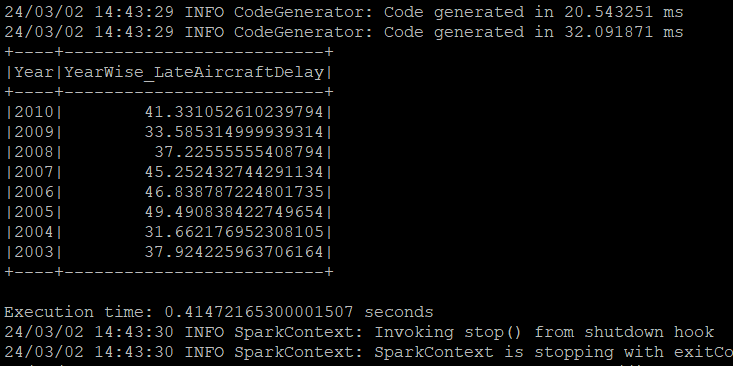 24/03/02 14:43:29 INFO CodeGenerator: Code generated in 20.543251 ms
24/03/02 14:43:29 INFO CodeGenerator: Code generated in 32.091871 ms
+----+--------------------------+
|Year|YearWise_LateAircraftDelay|
+----+--------------------------+
|2010|        41.331052610239794|
|2009|        33.585314999939314|
|2008|         37.22555555408794|
|2007|        45.252432744291134|
|2006|        46.838787224801735|
|2005|        49.490838422749654|
|2004|        31.662176952308105|
|2003|        37.924225963706164|
+----+--------------------------+
Execution time: 0.41472165300001507 seconds
24/03/02 14:43:30 INFO SparkContext: Invoking stop() from shutdown hook
24/03/02 14:43:30 INFO SparkContext: SparkContext is stopping with exitCo